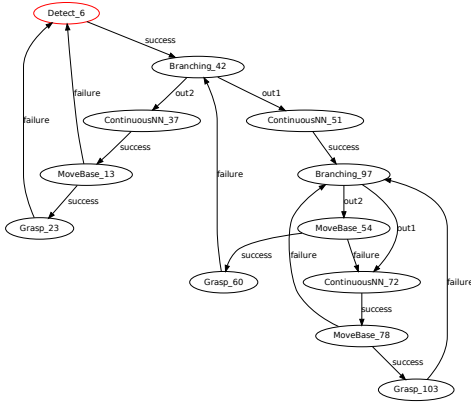 Detect_6
success
Branching_42
out2
out1
ContinuousNN_37
ContinuousNN_51
failure
failure
success
success
MoveBase_13
failure
Branching_97
success
out2
Grasp_23
MoveBase_54
out1
success
failure
failure
failure
Grasp_60
ContinuousNN_72
success
MoveBase_78
success
Grasp_103